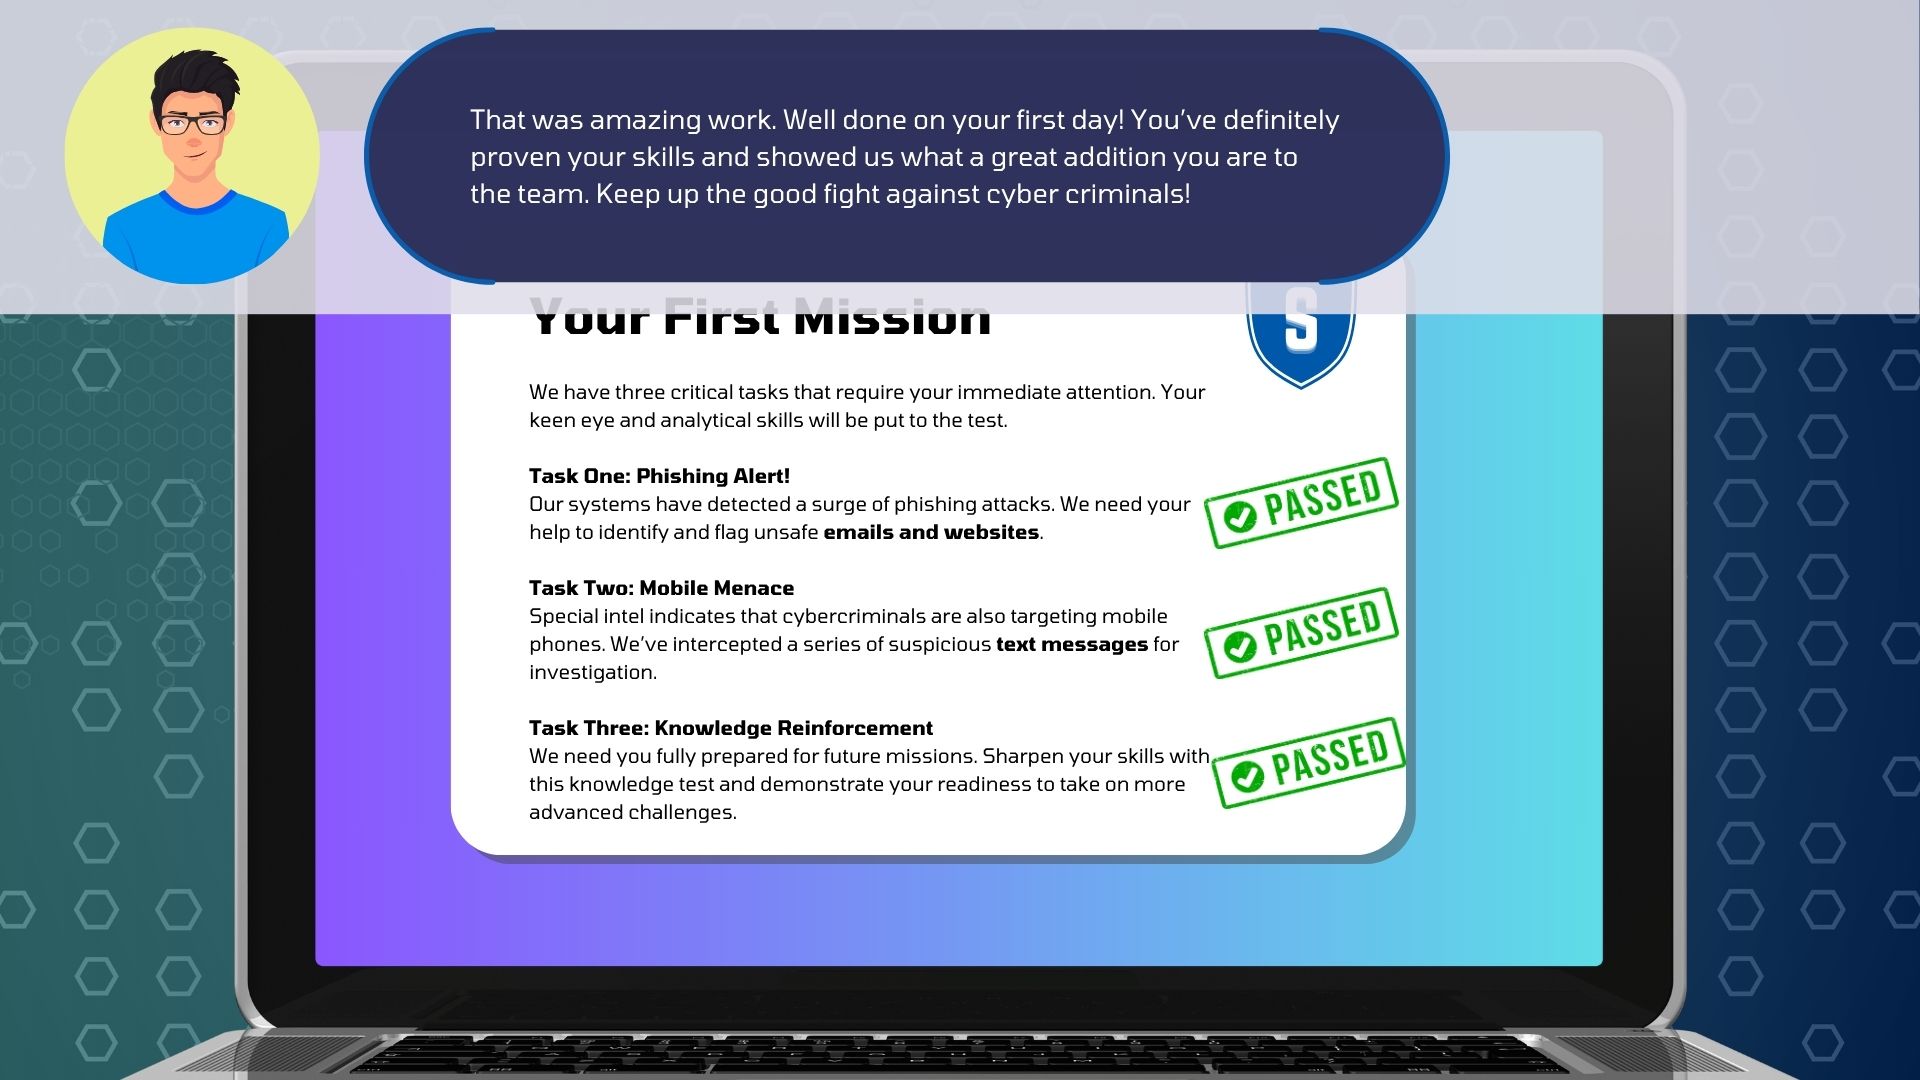 That was amazing work. Well done on your first day! You've definitely
proven your skills and showed us what a great addition you are to
the team. Keep up the good fight against cyber criminals!
Your First Mission
S
We have three critical tasks that require your immediate attention. Your
keen eye and analytical skills will be put to the test.
Task One: Phishing Alert!
Our systems have detected a surge of phishing attacks. We need your
help to identify and flag unsafe emails and websites.
PASSED
Task Two: Mobile Menace
Special intel indicates that cybercriminals are also targeting mobile
phones. We've intercepted a series of suspicious text messages for
investigation.
PASSED
Task Three: Knowledge Reinforcement
We need you fully prepared for future missions. Sharpen your skills with
this knowledge test and demonstrate your readiness to take on more
advanced challenges.
PASSED